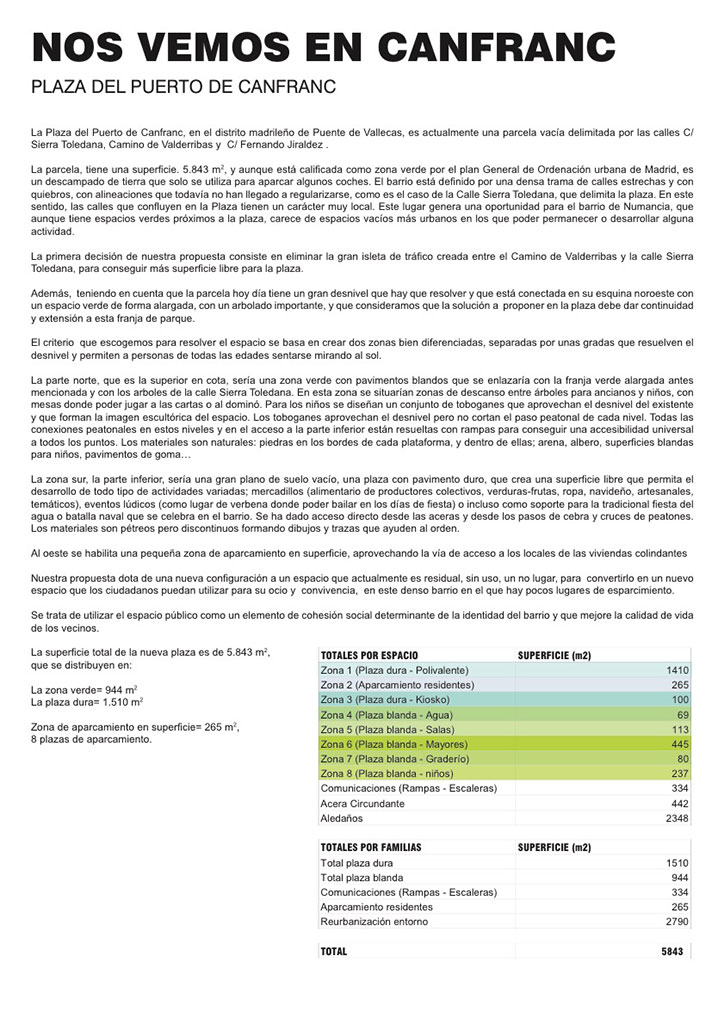 NOS VEMOS EN CANFRANC
PLAZA DEL PUERTO DE CANFRANC
La Plaza del Puerto de Canfranc, en el distrito madrileño de Puente de Vallecas, es actualmente una parcela vacía delimitada por las calles C/
Sierra Toledana, Camino de Valderribas y C/ Fernando Jiraldez .
La parcela, tiene una superficie. 5.843 m², y aunque está calificada como zona verde por el plan General de Ordenación urbana de Madrid, es
un descampado de tierra que solo se utiliza para aparcar algunos coches. El barrio está definido por una densa trama de calles estrechas y con
quiebros, con alineaciones que todavía no han llegado a regularizarse, como es el caso de la Calle Sierra Toledana, que delimita la plaza. En este
sentido, las calles que confluyen en la Plaza tienen un carácter muy local. Este lugar genera una oportunidad para el barrio de Numancia, que
aunque tiene espacios verdes próximos a la plaza, carece de espacios vacíos más urbanos en los que poder permanecer o desarrollar alguna
actividad.
La primera decisión de nuestra propuesta consiste en eliminar la gran isleta de tráfico creada entre el Camino de Valderribas y la calle Sierra
Toledana, para conseguir más superficie libre para la plaza.
Además, teniendo en cuenta que la parcela hoy día tiene un gran desnivel que hay que resolver y que está conectada en su esquina noroeste con
un espacio verde de forma alargada, con un arbolado importante, y que consideramos que la solución a proponer en la plaza debe dar continuidad
y extensión a esta franja de parque.
El criterio que escogemos para resolver el espacio se basa en crear dos zonas bien diferenciadas, separadas por unas gradas que resuelven el
desnivel y permiten a personas de todas las edades sentarse mirando al sol.
La parte norte, que es la superior en cota, sería una zona verde con pavimentos blandos que se enlazaría con la franja verde alargada antes
mencionada y con los arboles de la calle Sierra Toledana. En esta zona se situarían zonas de descanso entre árboles para ancianos y niños, con
mesas donde poder jugar a las cartas o al dominó. Para los niños se diseñan un conjunto de toboganes que aprovechan el desnivel del existente
y que forman la imagen escultórica del espacio. Los toboganes aprovechan el desnivel pero no cortan el paso peatonal de cada nivel. Todas las
conexiones peatonales en estos niveles y en el acceso a la parte inferior están resueltas con rampas para conseguir una accesibilidad universal
a todos los puntos. Los materiales son naturales: piedras en los bordes de cada plataforma, y dentro de ellas; arena, albero, superficies blandas
para niños, pavimentos de goma…
La zona sur, la parte inferior, sería una gran plano de suelo vacío, una plaza con pavimento duro, que crea una superficie libre que permita el
desarrollo de todo tipo de actividades variadas; mercadillos (alimentario de productores colectivos, verduras-frutas, ropa, navideño, artesanales,
temáticos), eventos lúdicos (como lugar de verbena donde poder bailar en los días de fiesta) o incluso como soporte para la tradicional fiesta del
agua o batalla naval que se celebra en el barrio. Se ha dado acceso directo desde las aceras y desde los pasos de cebra y cruces de peatones.
Los materiales son pétreos pero discontinuos formando dibujos y trazas que ayuden al orden.
Al oeste se habilita una pequeña zona de aparcamiento en superficie, aprovechando la vía de acceso a los locales de las viviendas colindantes
Nuestra propuesta dota de una nueva configuración a un espacio que actualmente es residual, sin uso, un no lugar, para convertirlo en un nuevo
espacio que los ciudadanos puedan utilizar para su ocio y convivencia, en este denso barrio en el que hay pocos lugares de esparcimiento.
Se trata de utilizar el espacio público como un elemento de cohesión social determinante de la identidad del barrio y que mejore la calidad de vida
de los vecinos.
La superficie total de la nueva plaza es de 5.843 m²,
que se distribuyen en:
La zona verde= 944 m²
La plaza dura= 1.510 m²
Zona de aparcamiento en superficie= 265 m²,
8 plazas de aparcamiento.
TOTALES POR ESPACIO SUPERFICIE (m2)
Zona 1 (Plaza dura - Polivalente) 1410
Zona 2 (Aparcamiento residentes) 265
Zona 3 (Plaza dura - Kiosko) 100
Zona 4 (Plaza blanda - Agua) 69
Zona 5 (Plaza blanda - Salas) 113
Zona 6 (Plaza blanda - Mayores) 445
Zona 7 (Plaza blanda - Graderío) 80
Zona 8 (Plaza blanda - niños) 237
Comunicaciones (Rampas - Escaleras) 334
Acera Circundante 442
Aledaños 2348
TOTALES POR FAMILIAS SUPERFICIE (m2)
Total plaza dura 1510
Total plaza blanda 944
Comunicaciones (Rampas - Escaleras) 334
Aparcamiento residentes 265
Reurbanización entorno 2790
TOTAL 5843